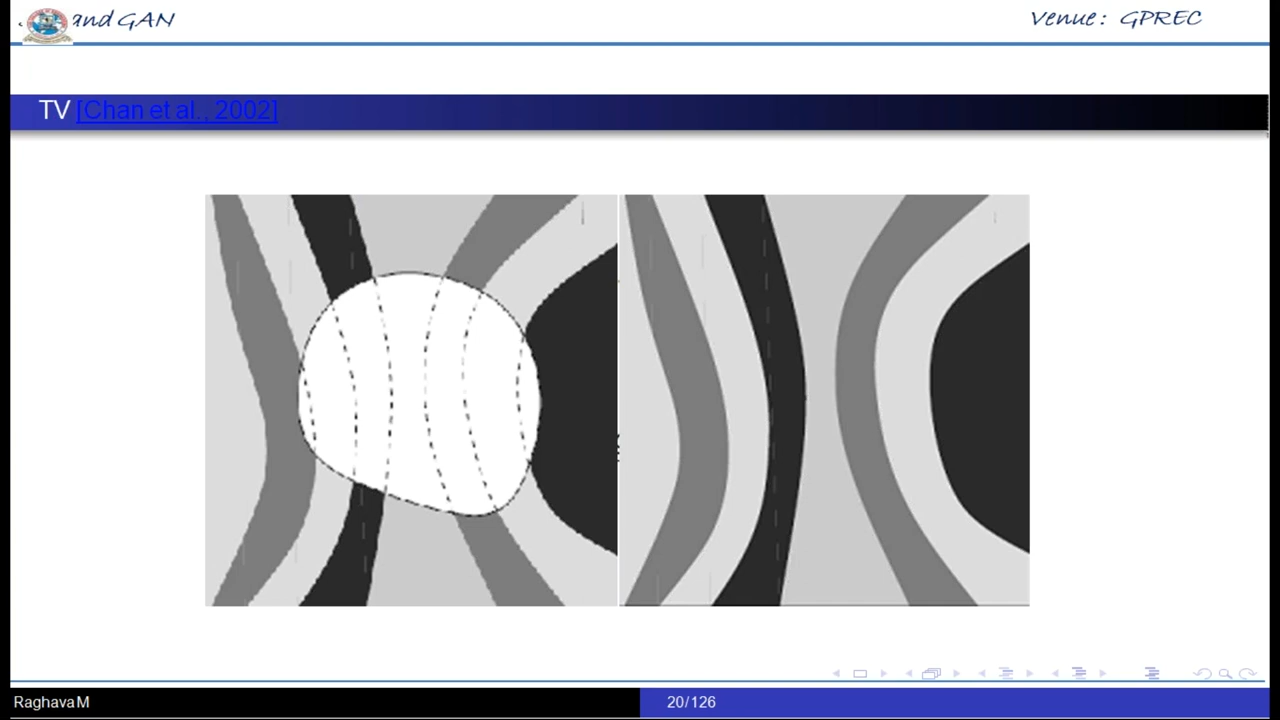 and GAN
Venue: GPREC
TV [Chan et al., 2002]
Raghava M
20/126